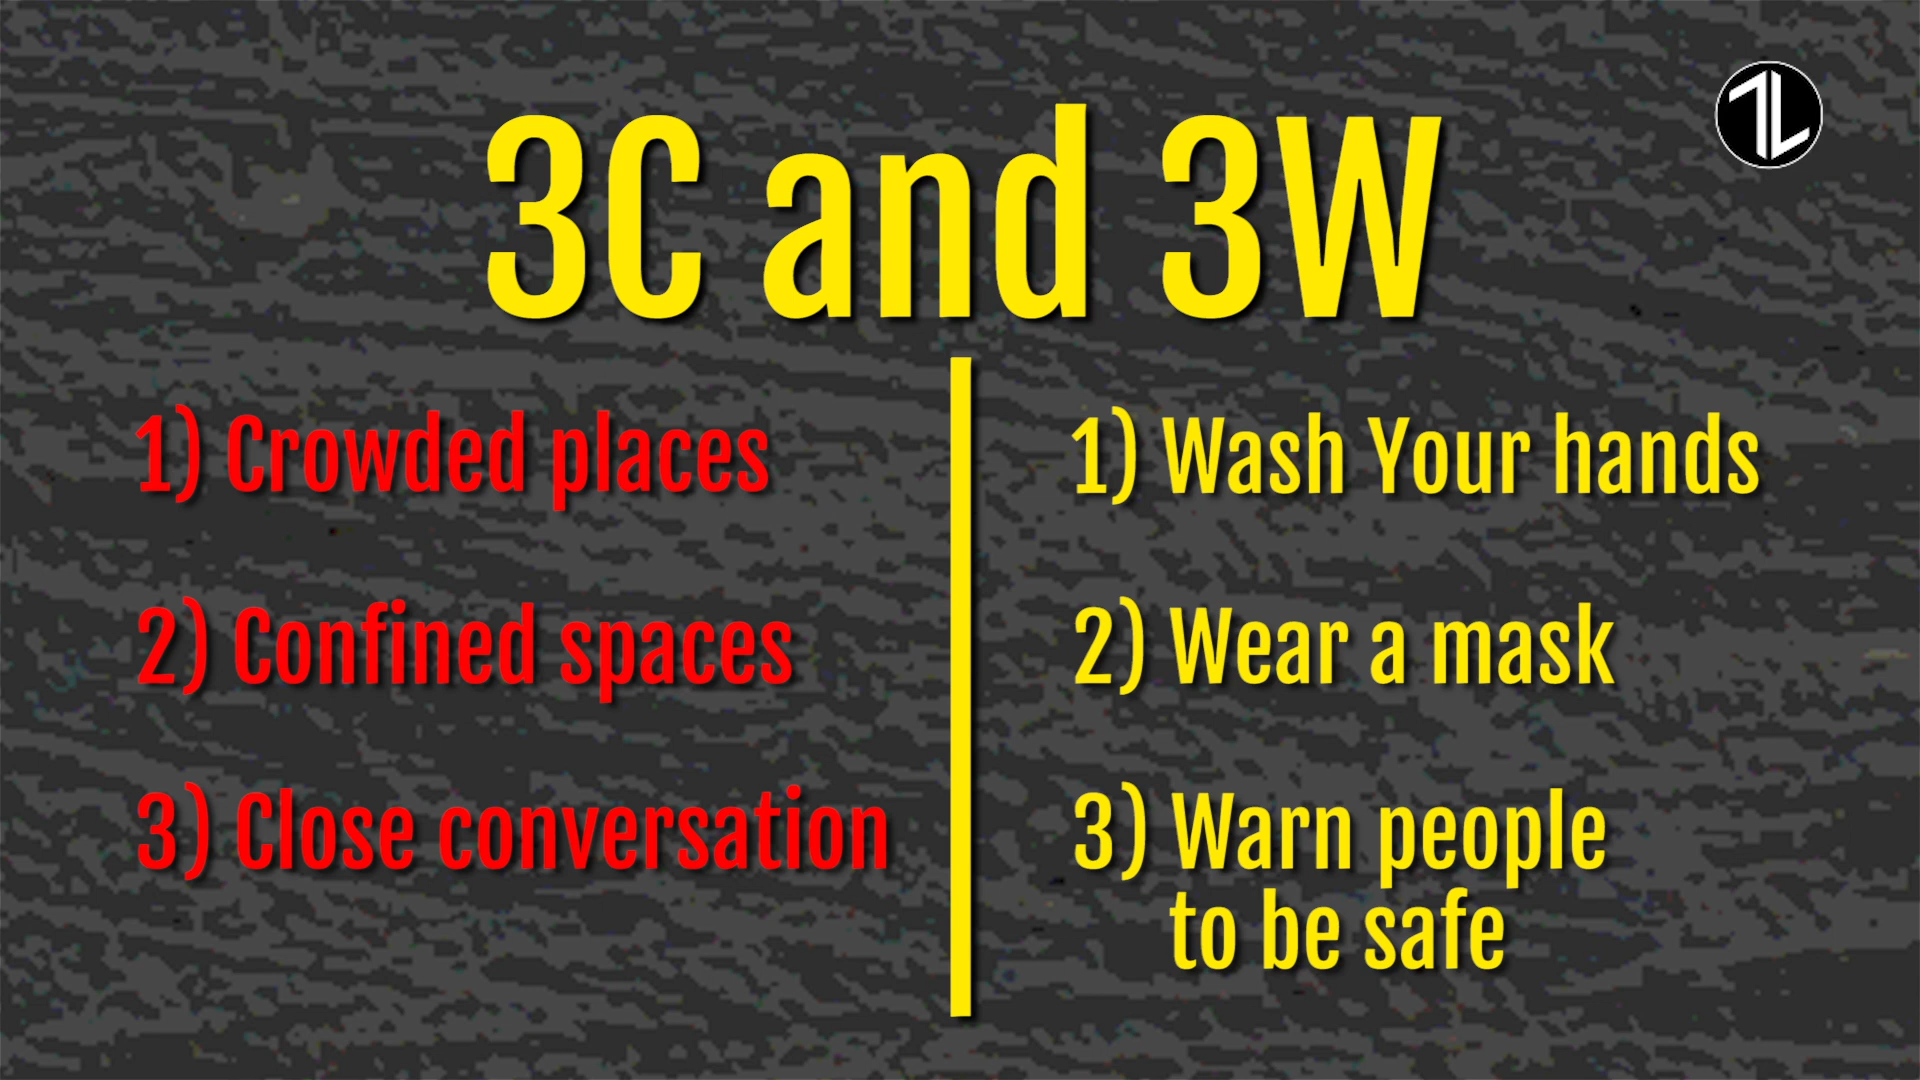 3C and 3W
1) Crowded places
2) Confined spaces
3) Close conversation
1) Wash Your hands
2) Wear a mask
3) Warn people
to be safe